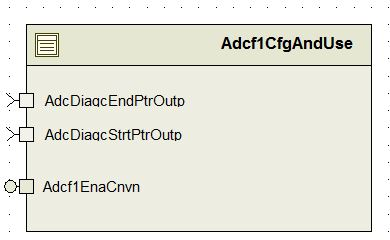 Adcf1CfgAndUse
AdcDiagcEndPtrOutp
AdcDiagcStrtPtrOutp
Adcf1EnaCnvn